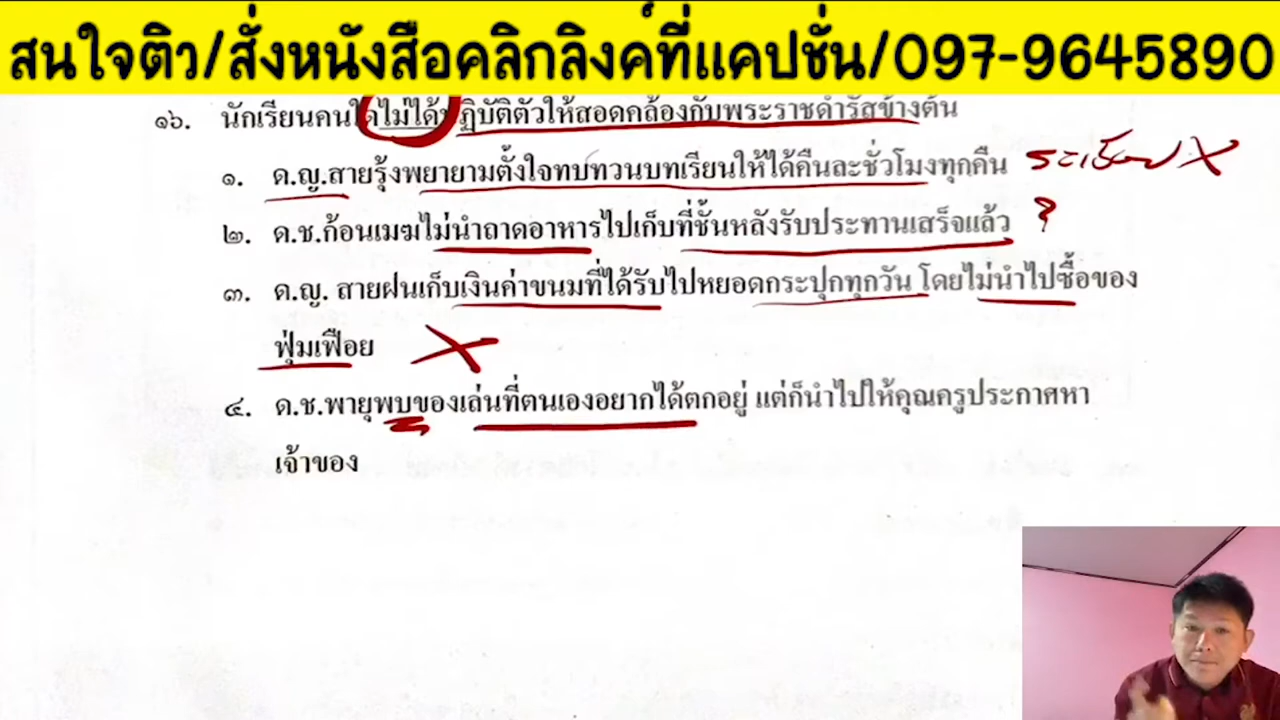 สนใจติว/สั่งหนังสือคลิกลิงค์ที่แคปชั่น/097-9645890
๑๖. นักเรียนคนใดไม่ได้ปฏิบัติตัวให้สอดคล้องกับพระราชดำรัสข้างต้น
๑. ด.ญ.สายรุ้งพยายามตั้งใจทบทวนบทเรียนให้ได้คืนละชั่วโมงทุกคืน
๒. ด.ช.ก้อนเมฆไม่นำถาดอาหารไปเก็บที่ชั้นหลังรับประทานเสร็จแล้ว ?
๓. ด.ญ. สายฝนเก็บเงินค่าขนมที่ได้รับไปหยอดกระปุกทุกวัน โดยไม่นำไปซื้อของ
ฟุ่มเฟือย
๔. ด.ช.พายุพบของเล่นที่ตนเองอยากได้ตกอยู่ แต่ก็นำไปให้คุณครูประกาศหา
เจ้าของ